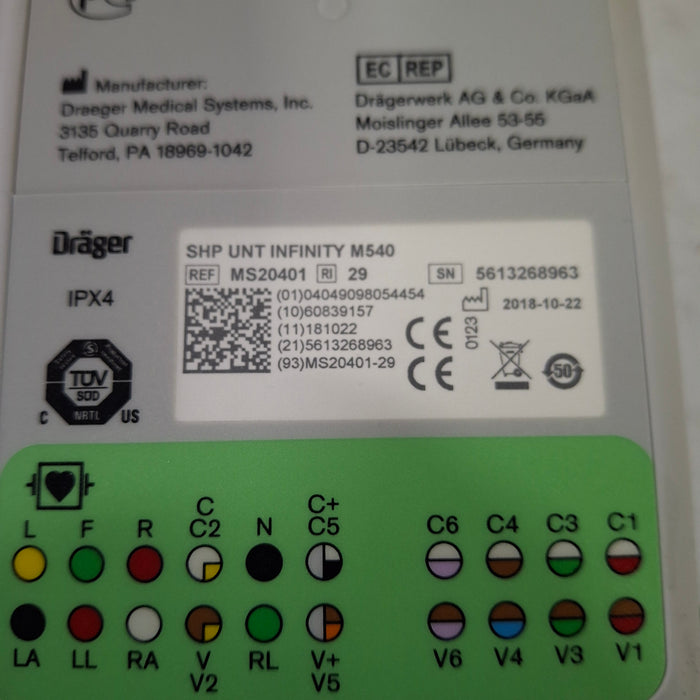 Manufacturer:
Draeger Medical Systems, Inc.
3135 Quarry Road
Telford, PA 18969-1042
EC REP
Drägerwerk AG & Co. KGaA
Moislinger Allee 53-55
D-23542 Lübeck, Germany
Dräger
IPX4
TÜV
SÜD
NRTL
C US
SHP UNT INFINITY M540
REF MS20401 RI 29 SN 5613268963
(01)04049098054454
(10)60839157
(11)181022
(21)5613268963
(93)MS20401-29
CE 0123
CE
2018-10-22
50
L F R C C2 N C+ C5 C6 C4 C3 C1
LA LL RA V V2 RL V+ V5 V6 V4 V3 V1